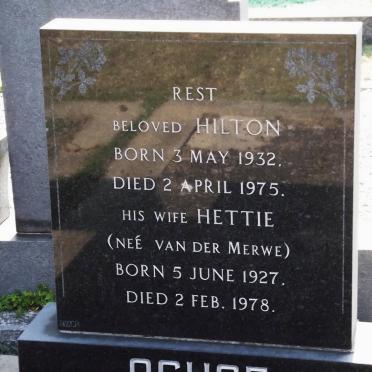 REST
BELOVED HILTON
BORN 3 MAY 1932.
DIED 2 APRIL 1975.
HIS WIFE HETTIE
(NEÉ VAN DER MERWE)
BORN 5 JUNE 1927.
DIED 2 FEB. 1978.